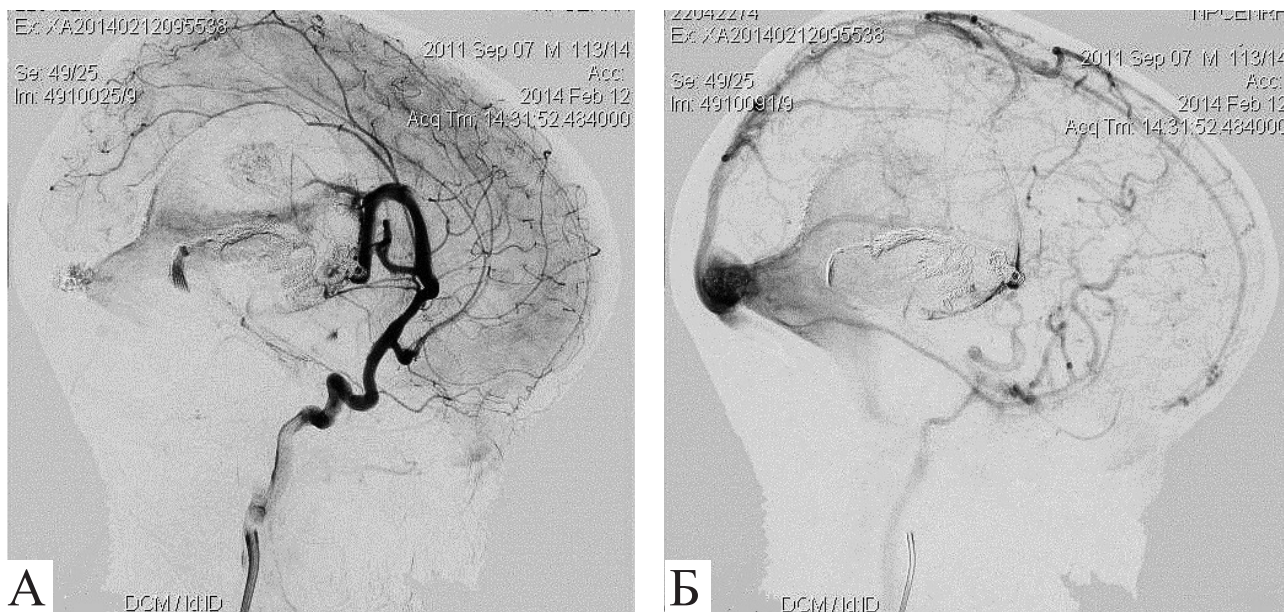 Ex: XA20140212095538
2011 Sep 07 M 113/14
Se: 49/25
Acc:
Im: 4910025/9
2014 Feb 12
Acq Tm: 14:31:52.484000
А
DCM / Id:ID
22042274
Ex: XA20140212095538
2011 Sep 07 M 113/14
Se: 49/25
Acc:
Im: 4910091/9
2014 Feb 12
Acq Tm: 14:31:52.484000
Б
DCM / Id:ID